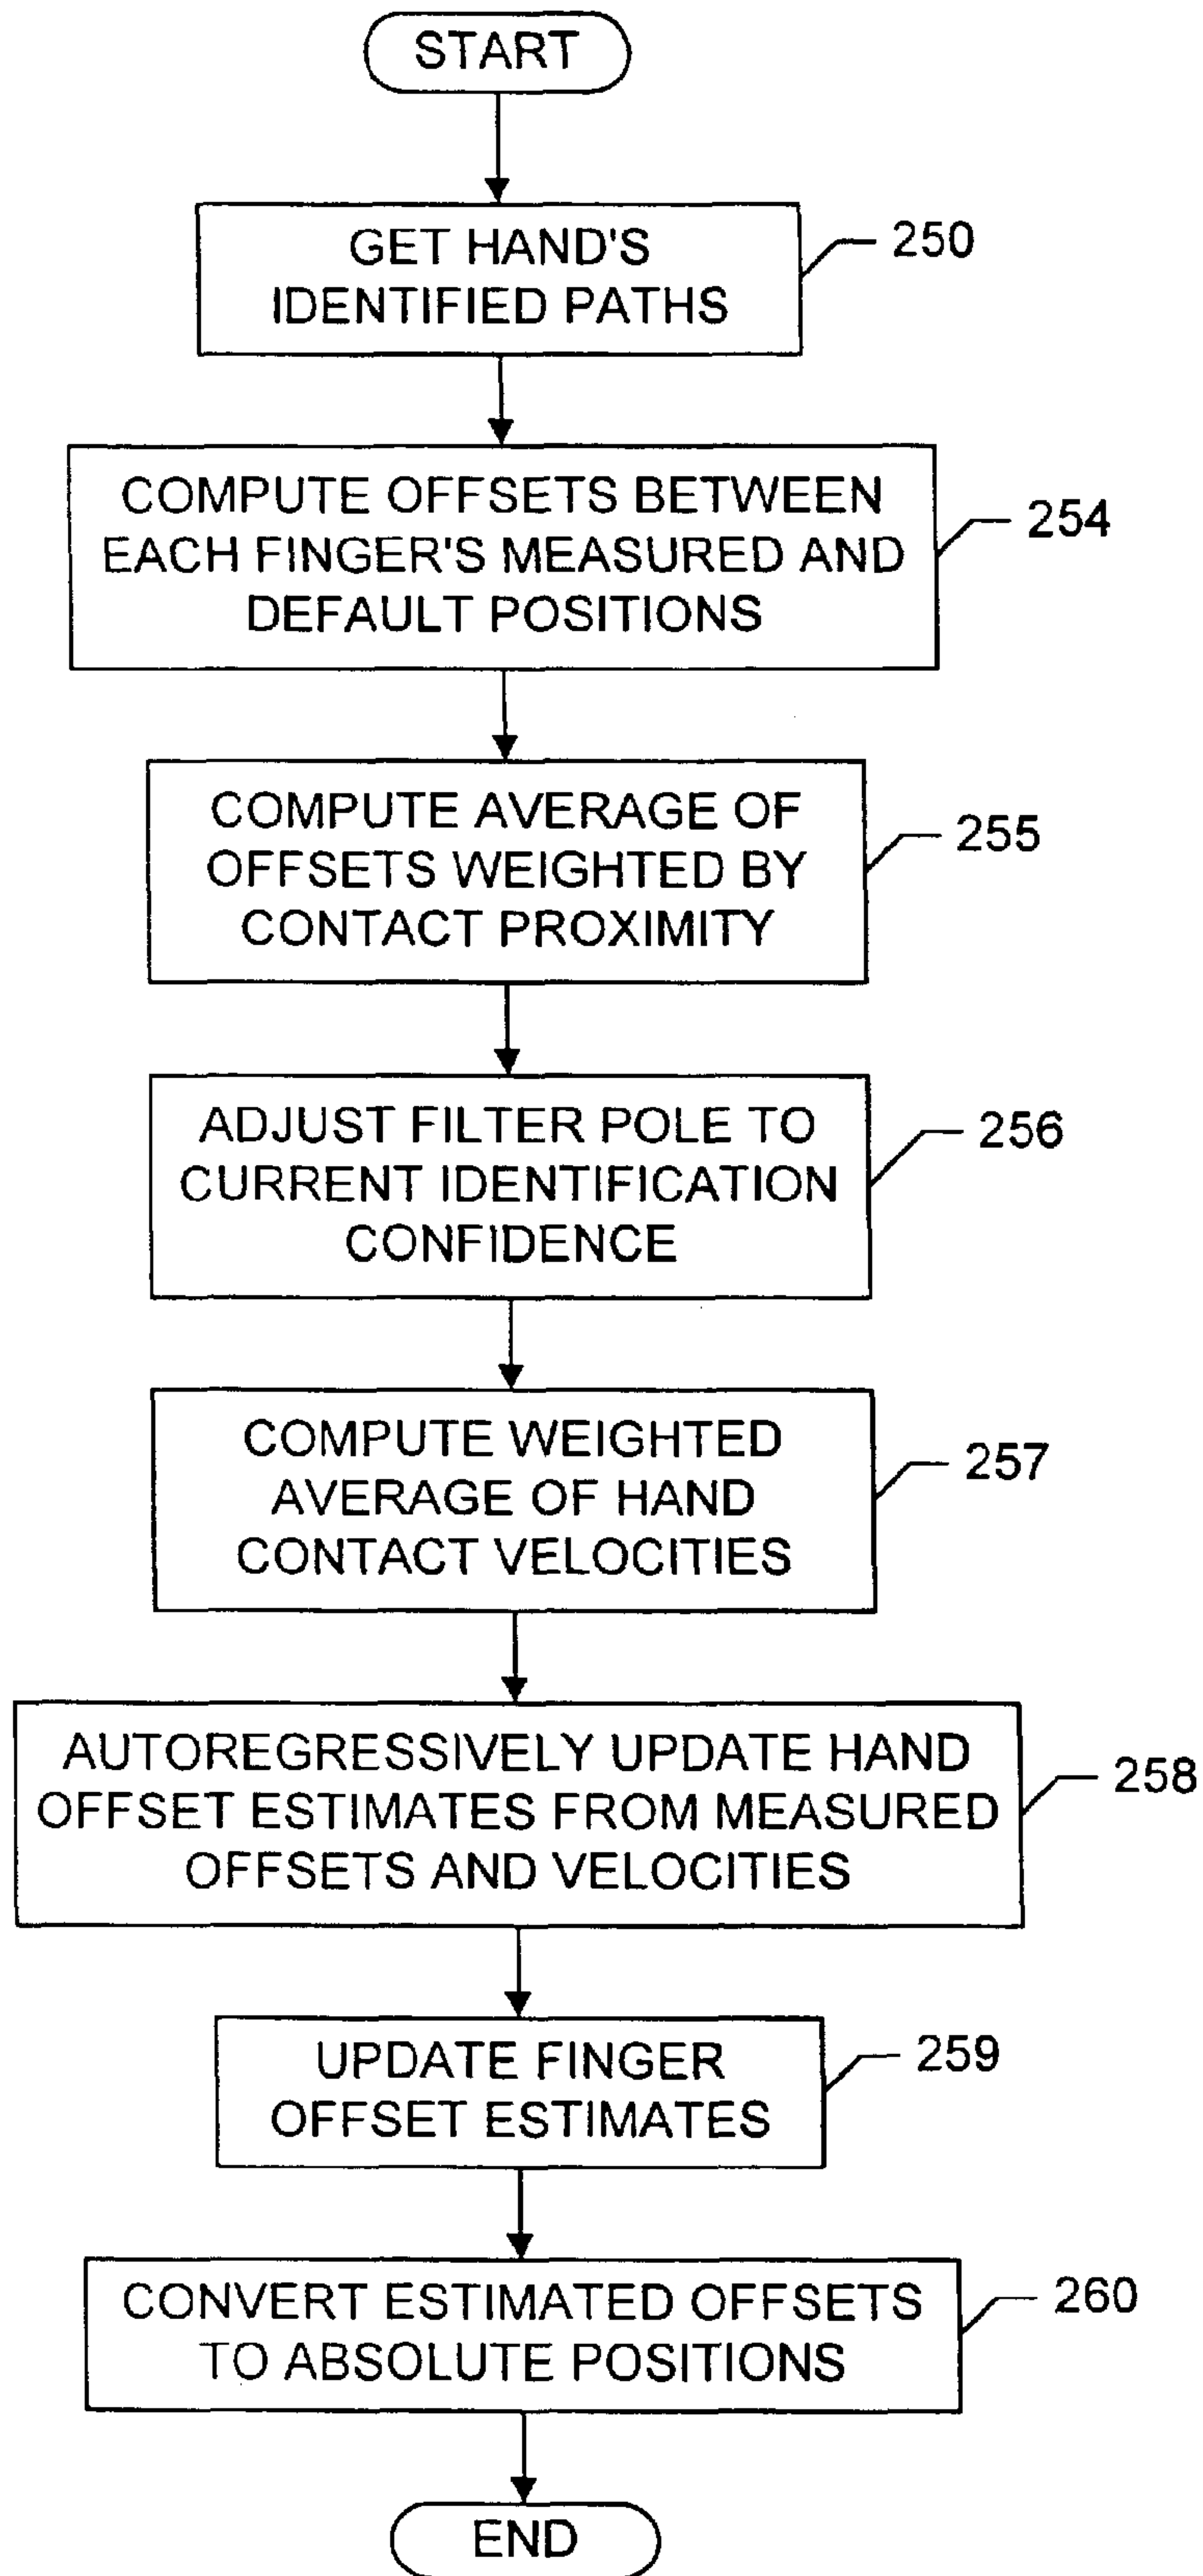 START
GET HAND'S
IDENTIFIED PATHS
250
COMPUTE OFFSETS BETWEEN
EACH FINGER'S MEASURED AND
DEFAULT POSITIONS
254
COMPUTE AVERAGE OF
OFFSETS WEIGHTED BY
CONTACT PROXIMITY
255
ADJUST FILTER POLE TO
CURRENT IDENTIFICATION
CONFIDENCE
256
COMPUTE WEIGHTED
AVERAGE OF HAND
CONTACT VELOCITIES
257
AUTOREGRESSIVELY UPDATE HAND
OFFSET ESTIMATES FROM MEASURED
OFFSETS AND VELOCITIES
258
UPDATE FINGER
OFFSET ESTIMATES
259
CONVERT ESTIMATED OFFSETS
TO ABSOLUTE POSITIONS
260
END